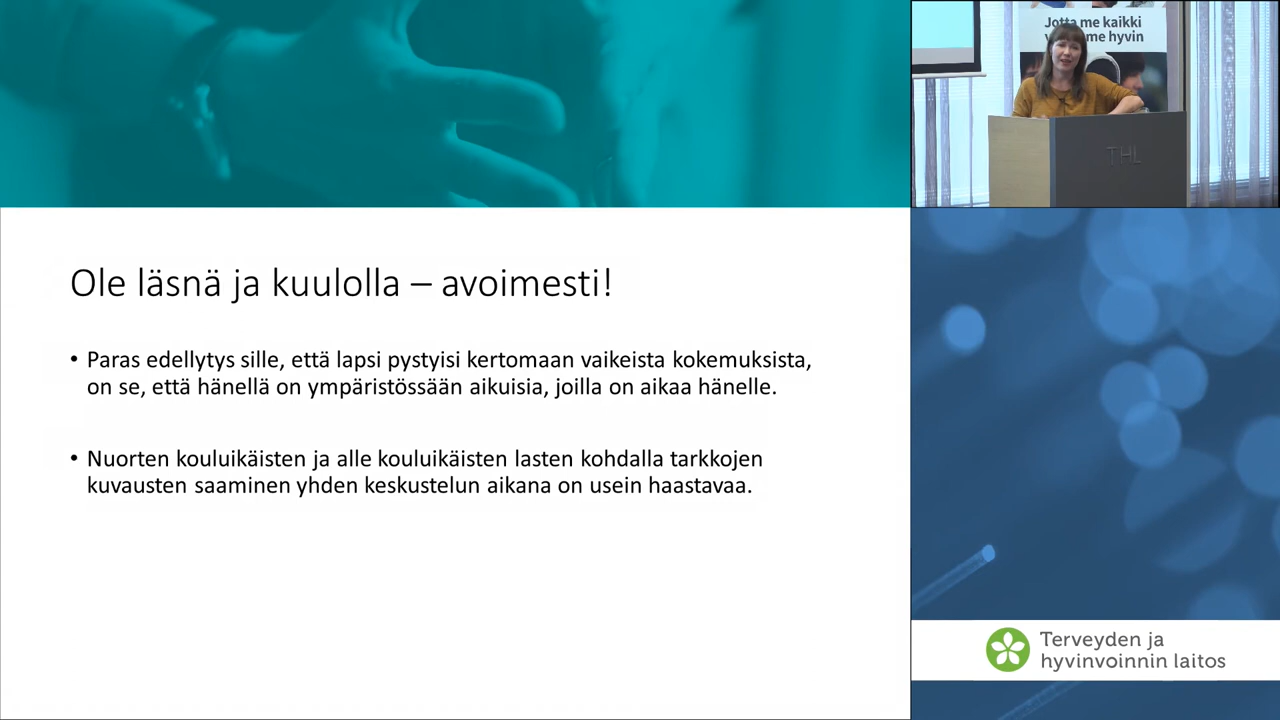 Ole läsnä ja kuulolla – avoimesti!
• Paras edellytys sille, että lapsi pystyisi kertomaan vaikeista kokemuksista,
on se, että hänellä on ympäristössään aikuisia, joilla on aikaa hänelle.
• Nuorten kouluikäisten ja alle kouluikäisten lasten kohdalla tarkkojen
kuvausten saaminen yhden keskustelun aikana on usein haastavaa.
Jotta me kaikki
me hyvin
THL
Terveyden ja
hyvinvoinnin laitos